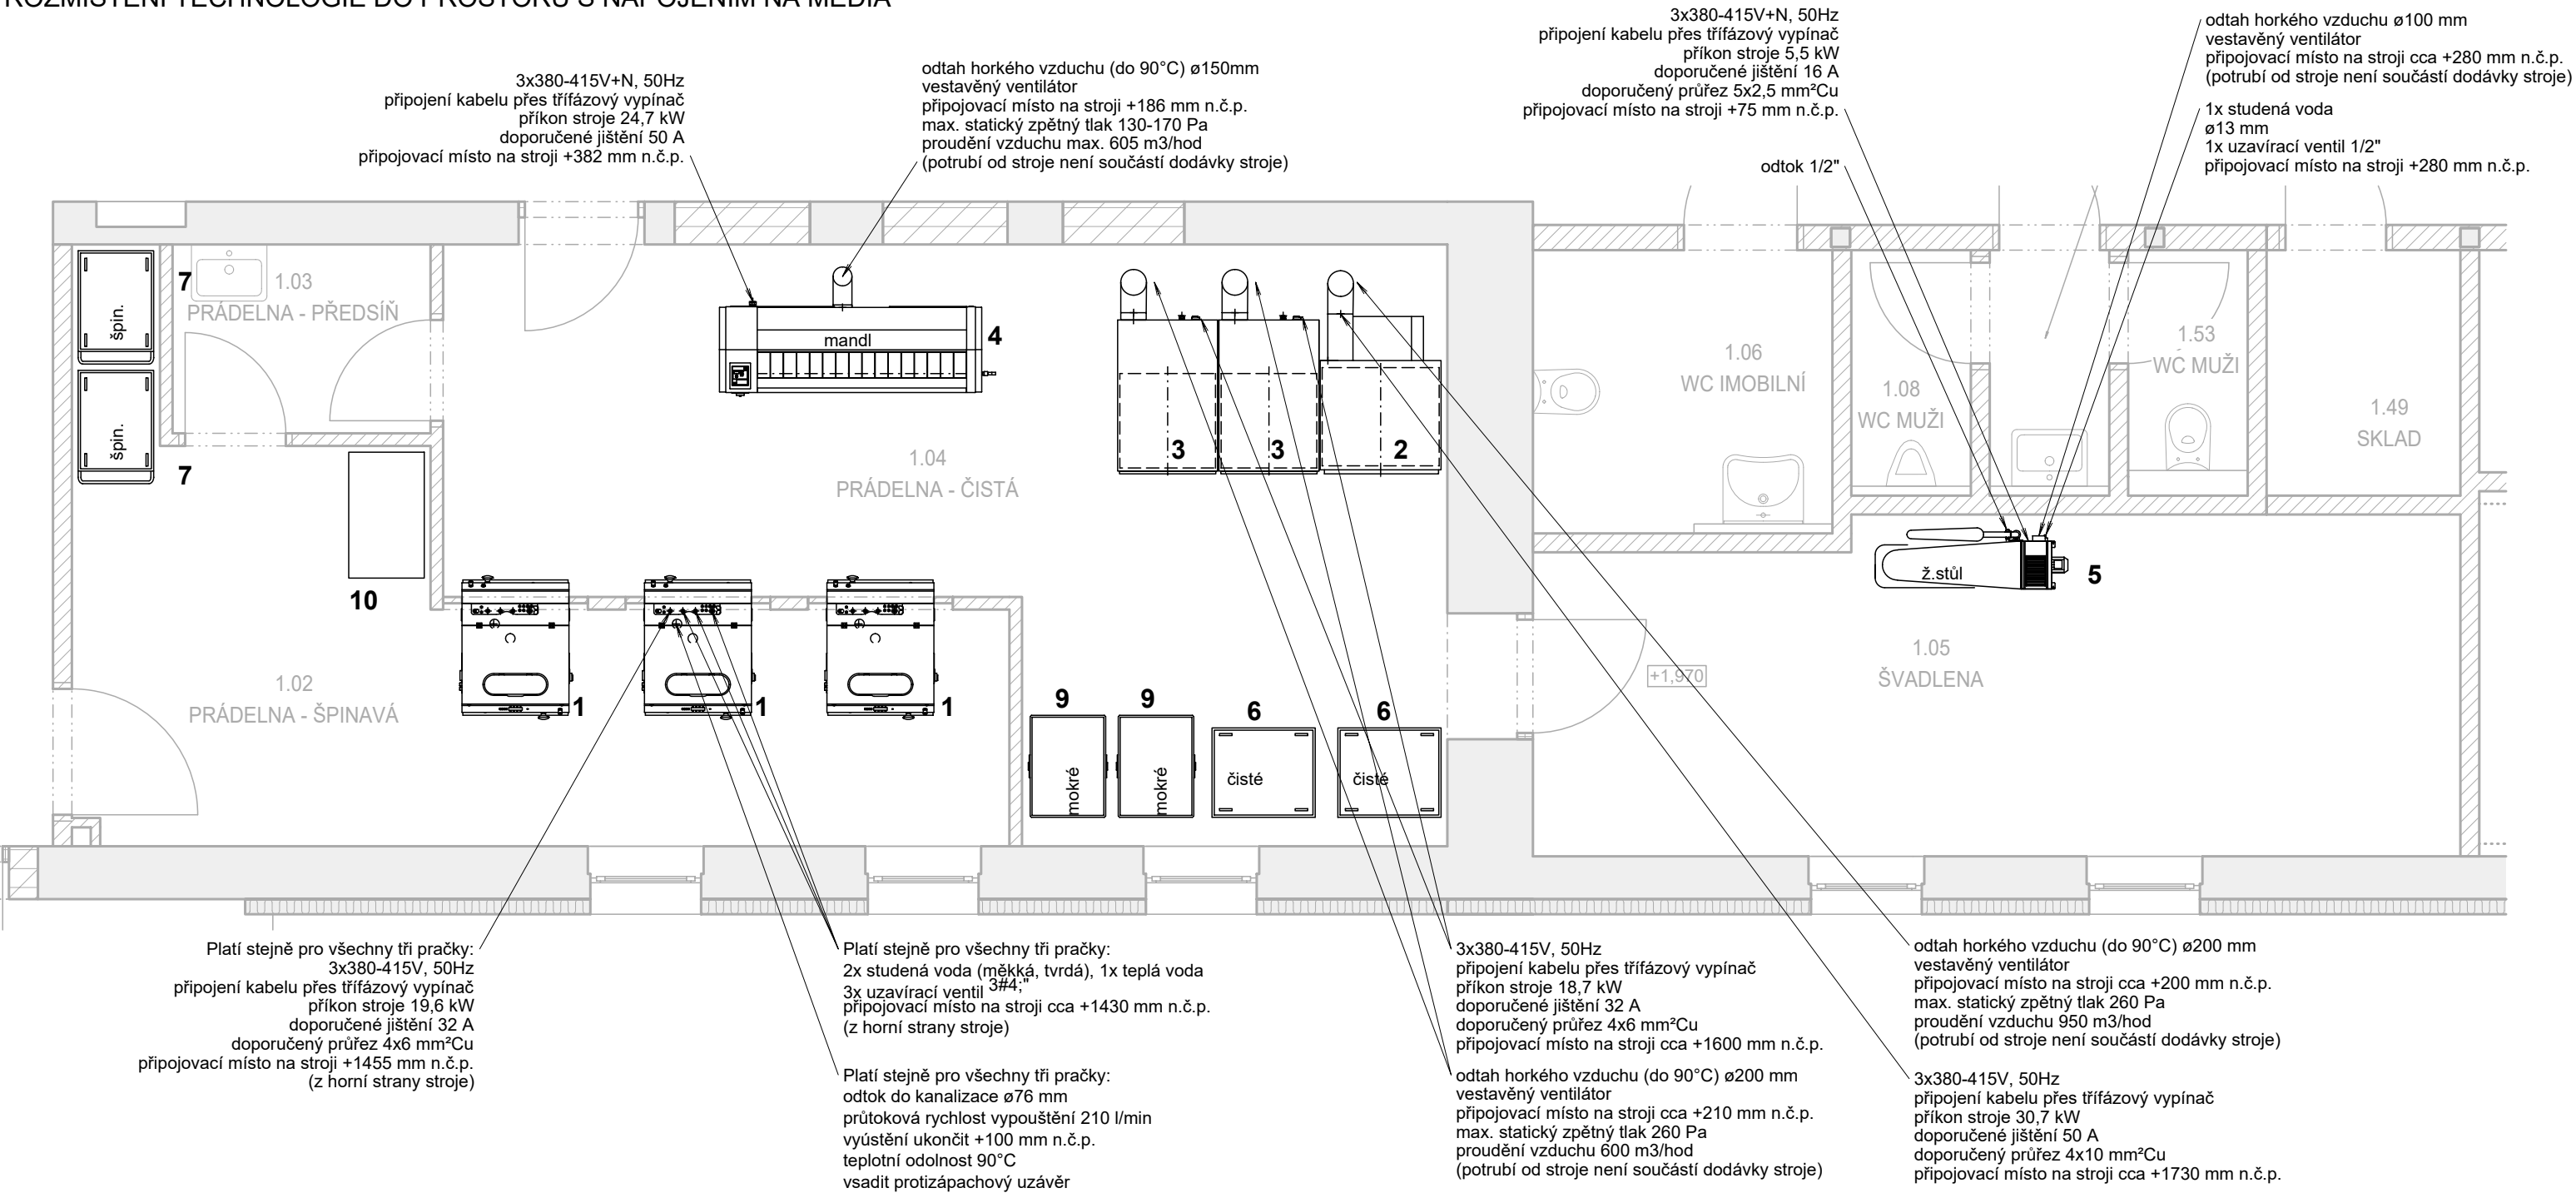 ROZMÍSTĚNÍ TECHNOLOGIE DO PROSTORU S NAPOJENÍM NA MÉDIA
3x380-415V+N, 50Hz
připojení kabelu přes třífázový vypínač
příkon stroje 24,7 kW
doporučené jištění 50 A
připojovací místo na stroji +382 mm n.č.p.
odtah horkého vzduchu (do 90°C) ø150mm
vestavěný ventilátor
připojovací místo na stroji +186 mm n.č.p.
max. statický zpětný tlak 130-170 Pa
proudění vzduchu max. 605 m3/hod
(potrubí od stroje není součástí dodávky stroje)
3x380-415V+N, 50Hz
připojení kabelu přes třífázový vypínač
příkon stroje 5,5 kW
doporučené jištění 16 A
doporučený průřez 5x2,5 mm²Cu
připojovací místo na stroji +75 mm n.č.p.
odtok 1/2"
odtah horkého vzduchu ø100 mm
vestavěný ventilátor
připojovací místo na stroji cca +280 mm n.č.p.
(potrubí od stroje není součástí dodávky stroje)
1x studená voda
ø13 mm
1x uzavírací ventil 1/2"
připojovací místo na stroji +280 mm n.č.p.
špin.
7
špin.
7
1.03
PRÁDELNA - PŘEDSÍŇ
mandl
4
3
3
2
1.04
PRÁDELNA - ČISTÁ
1.06
WC IMOBILNÍ
1.08
WC MUŽI
1.53
WC MUŽI
1.49
SKLAD
10
ž.stůl
5
1.05
ŠVADLENA
+1,970
1.02
PRÁDELNA - ŠPINAVÁ
1
1
1
9
9
6
6
mokré
mokré
čisté
čisté
Platí stejně pro všechny tři pračky:
3x380-415V, 50Hz
připojení kabelu přes třífázový vypínač
příkon stroje 19,6 kW
doporučené jištění 32 A
doporučený průřez 4x6 mm²Cu
připojovací místo na stroji +1455 mm n.č.p.
(z horní strany stroje)
Platí stejně pro všechny tři pračky:
2x studená voda (měkká, tvrdá), 1x teplá voda
3x uzavírací ventil 3#4;"
připojovací místo na stroji cca +1430 mm n.č.p.
(z horní strany stroje)
Platí stejně pro všechny tři pračky:
odtok do kanalizace ø76 mm
průtoková rychlost vypouštění 210 l/min
vyústění ukončit +100 mm n.č.p.
teplotní odolnost 90°C
vsadit protizápachový uzávěr
3x380-415V, 50Hz
připojení kabelu přes třífázový vypínač
příkon stroje 18,7 kW
doporučené jištění 32 A
doporučený průřez 4x6 mm²Cu
připojovací místo na stroji cca +1600 mm n.č.p.
odtah horkého vzduchu (do 90°C) ø200 mm
vestavěný ventilátor
připojovací místo na stroji cca +210 mm n.č.p.
max. statický zpětný tlak 260 Pa
proudění vzduchu 600 m3/hod
(potrubí od stroje není součástí dodávky stroje)
odtah horkého vzduchu (do 90°C) ø200 mm
vestavěný ventilátor
připojovací místo na stroji cca +200 mm n.č.p.
max. statický zpětný tlak 260 Pa
proudění vzduchu 950 m3/hod
(potrubí od stroje není součástí dodávky stroje)
3x380-415V, 50Hz
připojení kabelu přes třífázový vypínač
příkon stroje 30,7 kW
doporučené jištění 50 A
doporučený průřez 4x10 mm²Cu
připojovací místo na stroji cca +1730 mm n.č.p.